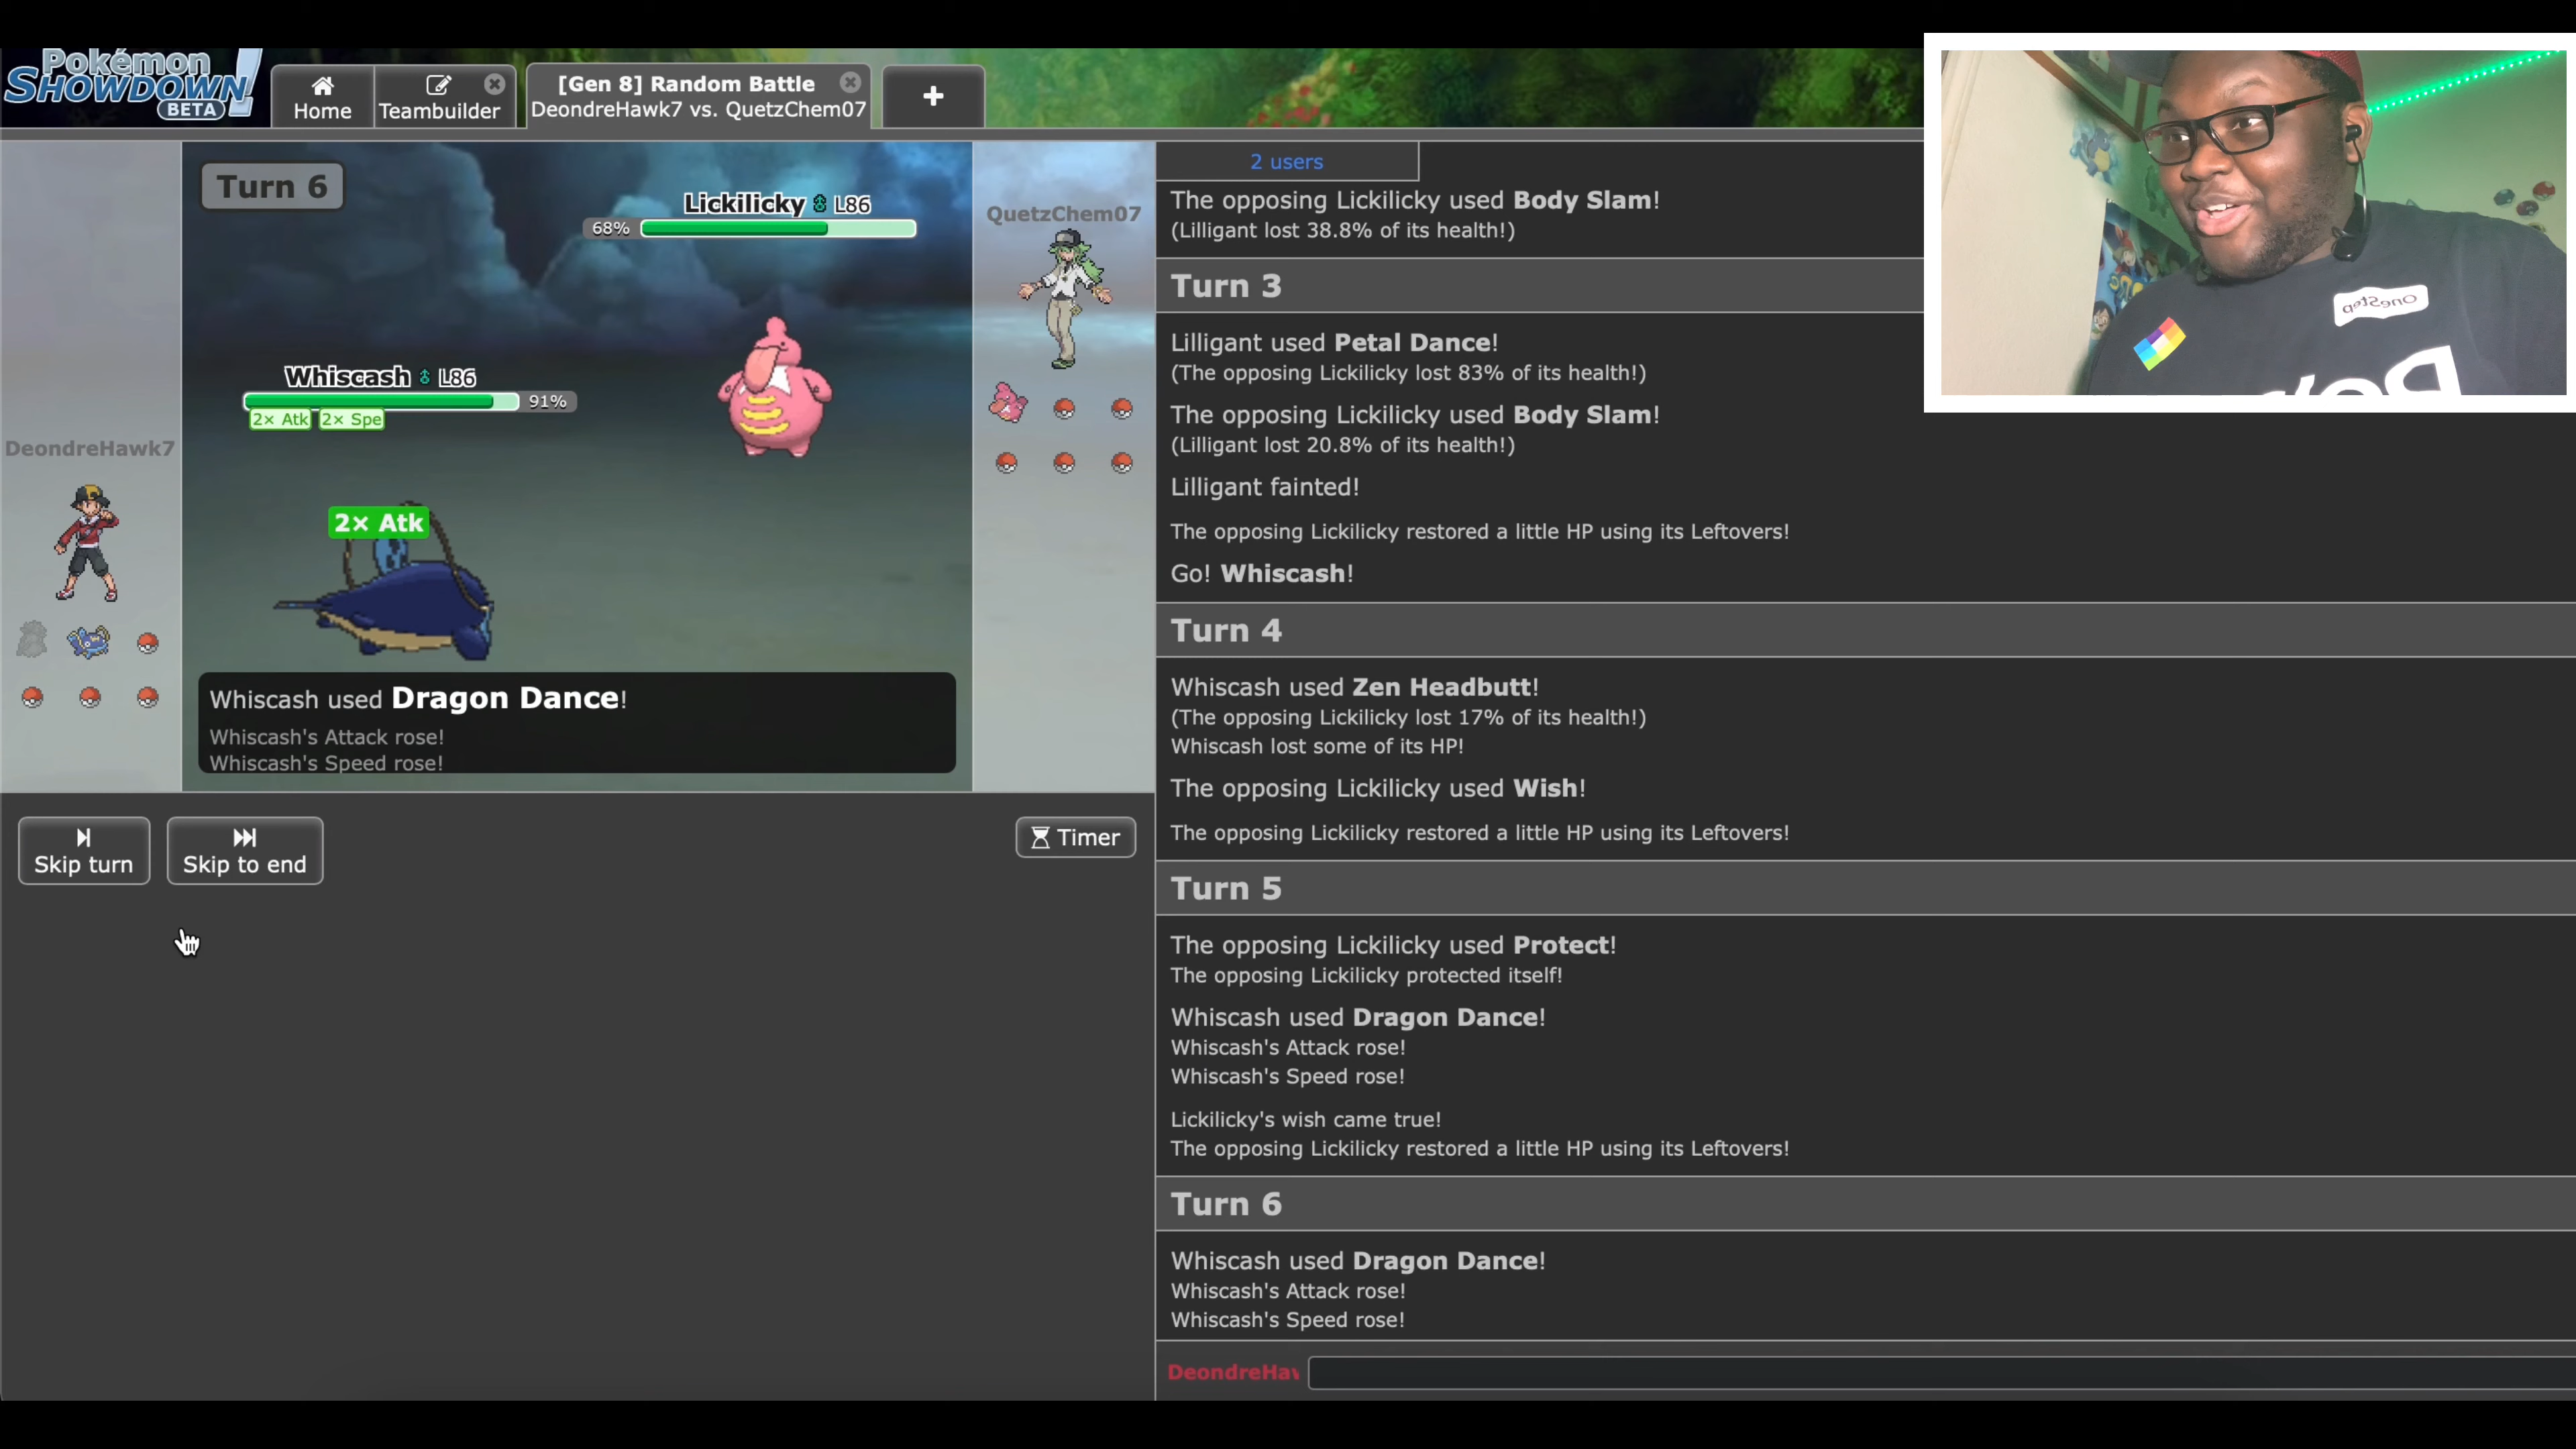 Pokémon
SHOWDOWN!
BETA
Home
Teambuilder
[Gen 8] Random Battle
DeondreHawk7 vs. QuetzChem07
+
Turn 6
Lickilicky L86
68%
QuetzChem07
Whiscash L86
91%
2× Atk 2× Spe
DeondreHawk7
2× Atk
Whiscash used Dragon Dance!
Whiscash's Attack rose!
Whiscash's Speed rose!
Skip turn
Skip to end
Timer
2 users
The opposing Lickilicky used Body Slam!
(Lilligant lost 38.8% of its health!)
Turn 3
Lilligant used Petal Dance!
(The opposing Lickilicky lost 83% of its health!)
The opposing Lickilicky used Body Slam!
(Lilligant lost 20.8% of its health!)
Lilligant fainted!
The opposing Lickilicky restored a little HP using its Leftovers!
Go! Whiscash!
Turn 4
Whiscash used Zen Headbutt!
(The opposing Lickilicky lost 17% of its health!)
Whiscash lost some of its HP!
The opposing Lickilicky used Wish!
The opposing Lickilicky restored a little HP using its Leftovers!
Turn 5
The opposing Lickilicky used Protect!
The opposing Lickilicky protected itself!
Whiscash used Dragon Dance!
Whiscash's Attack rose!
Whiscash's Speed rose!
Lickilicky's wish came true!
The opposing Lickilicky restored a little HP using its Leftovers!
Turn 6
Whiscash used Dragon Dance!
Whiscash's Attack rose!
Whiscash's Speed rose!
DeondreHav
OneStep